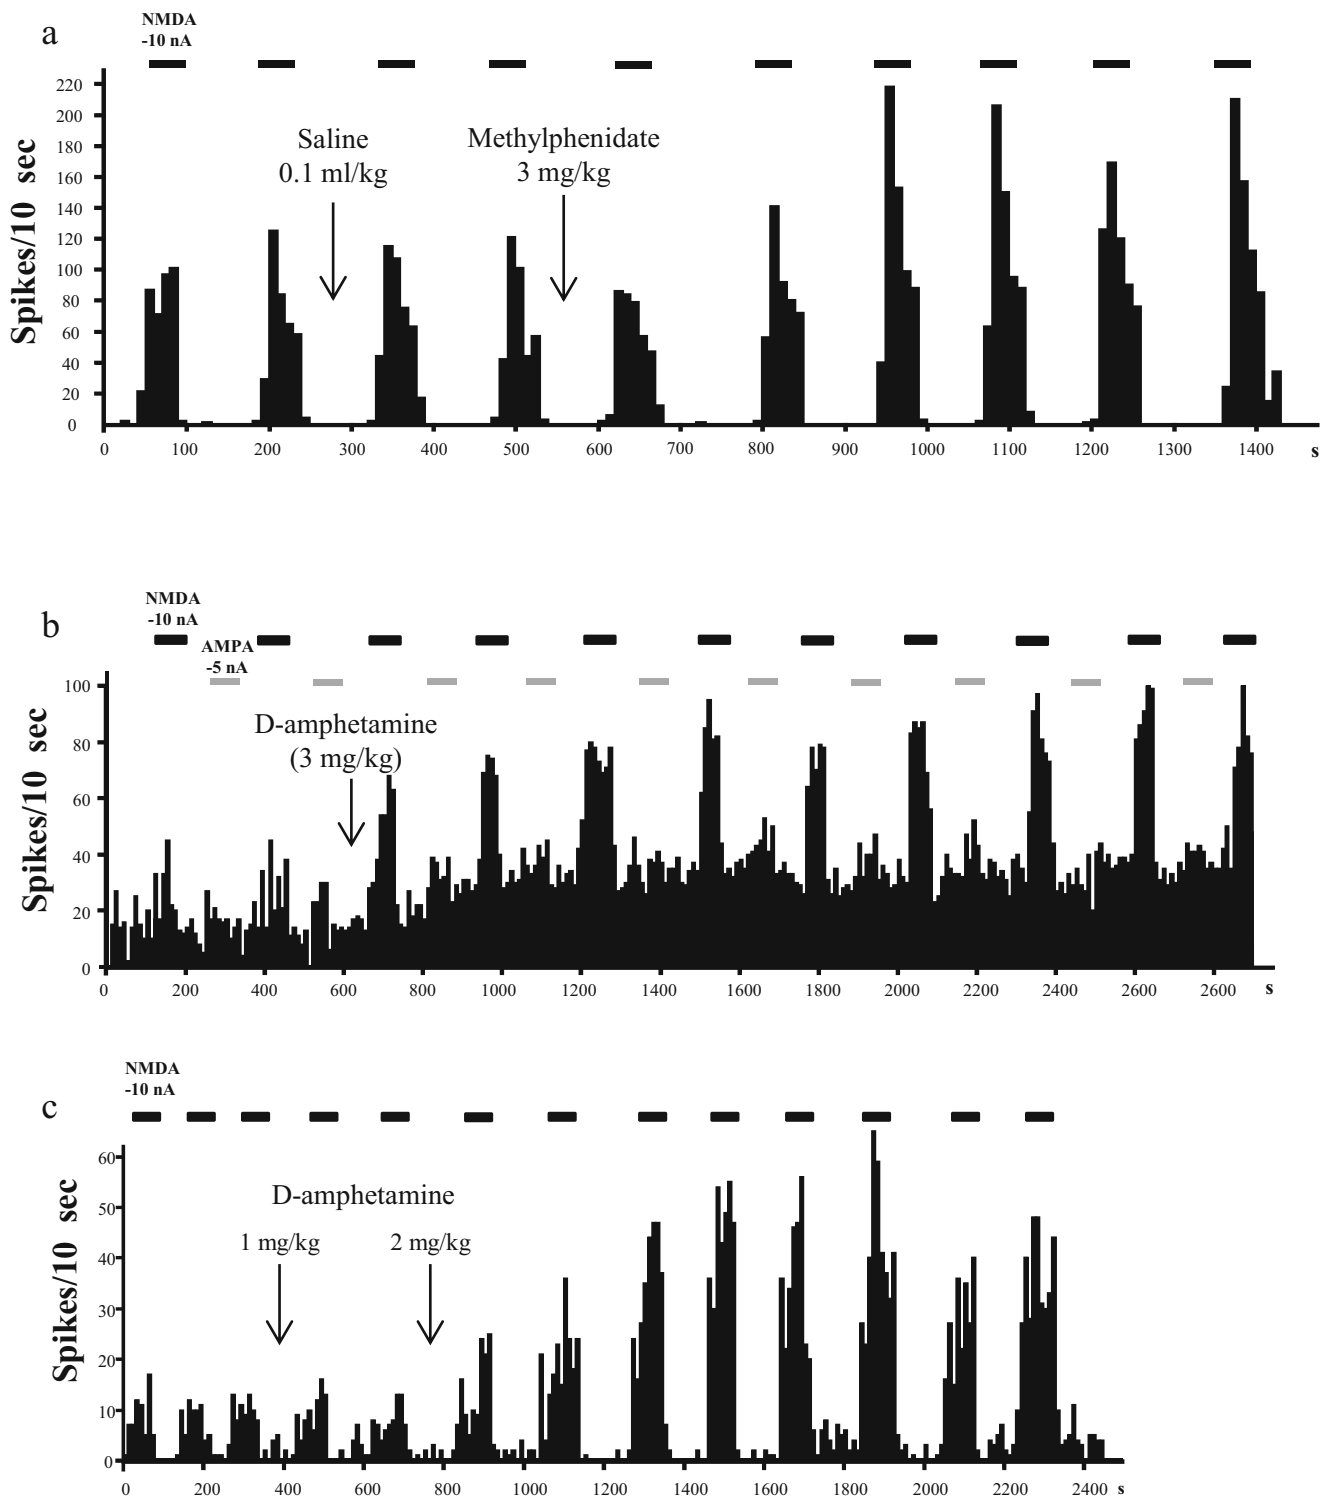 a
NMDA
-10 nA
Spikes/10 sec
220
200
180
160
140
120
100
80
60
40
20
0
Saline
0.1 ml/kg
Methylphenidate
3 mg/kg
0 100 200 300 400 500 600 700 800 900 1000 1100 1200 1300 1400 s
b
NMDA
-10 nA
AMPA
-5 nA
Spikes/10 sec
100
80
60
40
20
0
D-amphetamine
(3 mg/kg)
0 200 400 600 800 1000 1200 1400 1600 1800 2000 2200 2400 2600 2600 s
c
NMDA
-10 nA
Spikes/10 sec
60
50
40
30
20
10
0
D-amphetamine
1 mg/kg 2 mg/kg
0 200 400 600 800 1000 1200 1400 1600 1800 2000 2200 2400 s